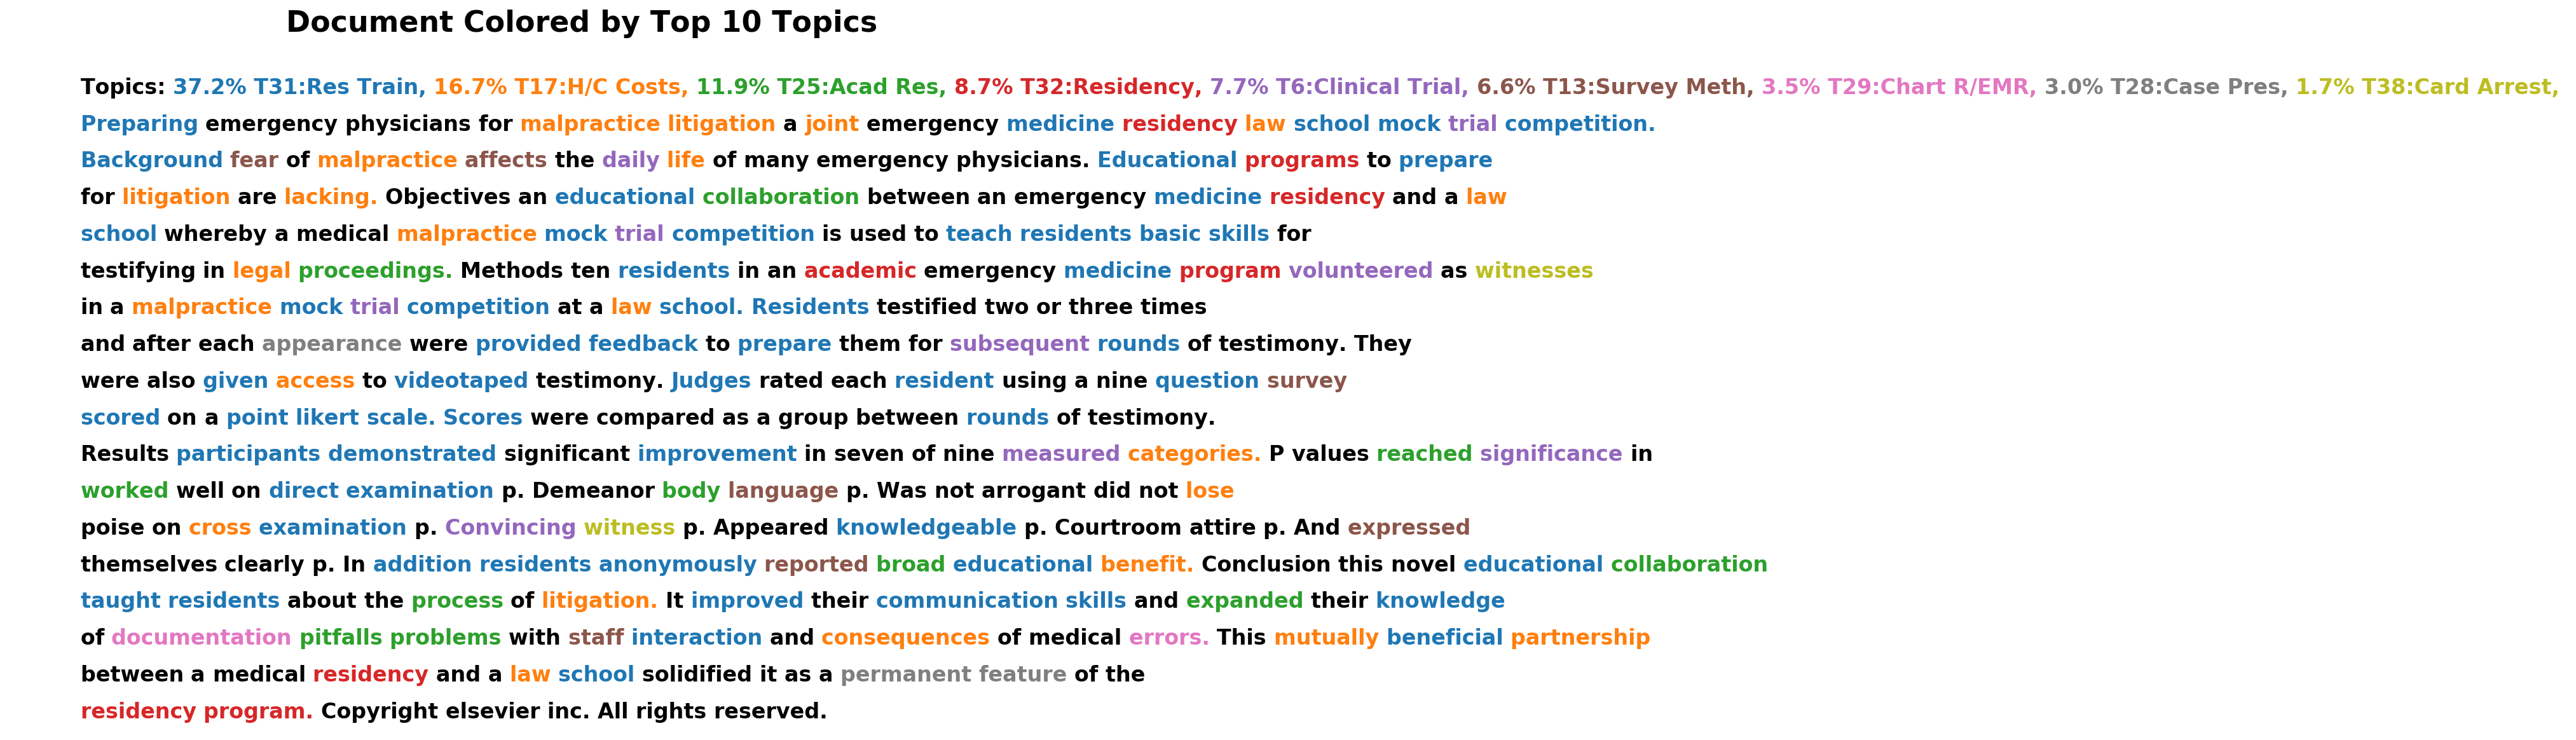 Document Colored by Top 10 Topics
Topics: 37.2% T31:Res Train, 16.7% T17:H/C Costs, 11.9% T25:Acad Res, 8.7% T32:Residency, 7.7% T6:Clinical Trial, 6.6% T13:Survey Meth, 3.5% T29:Chart R/EMR, 3.0% T28:Case Pres, 1.7% T38:Card Arrest,
Preparing emergency physicians for malpractice litigation a joint emergency medicine residency law school mock trial competition.
Background fear of malpractice affects the daily life of many emergency physicians. Educational programs to prepare
for litigation are lacking. Objectives an educational collaboration between an emergency medicine residency and a law
school whereby a medical malpractice mock trial competition is used to teach residents basic skills for
testifying in legal proceedings. Methods ten residents in an academic emergency medicine program volunteered as witnesses
in a malpractice mock trial competition at a law school. Residents testified two or three times
and after each appearance were provided feedback to prepare them for subsequent rounds of testimony. They
were also given access to videotaped testimony. Judges rated each resident using a nine question survey
scored on a point likert scale. Scores were compared as a group between rounds of testimony.
Results participants demonstrated significant improvement in seven of nine measured categories. P values reached significance in
worked well on direct examination p. Demeanor body language p. Was not arrogant did not lose
poise on cross examination p. Convincing witness p. Appeared knowledgeable p. Courtroom attire p. And expressed
themselves clearly p. In addition residents anonymously reported broad educational benefit. Conclusion this novel educational collaboration
taught residents about the process of litigation. It improved their communication skills and expanded their knowledge
of documentation pitfalls problems with staff interaction and consequences of medical errors. This mutually beneficial partnership
between a medical residency and a law school solidified it as a permanent feature of the
residency program. Copyright elsevier inc. All rights reserved.